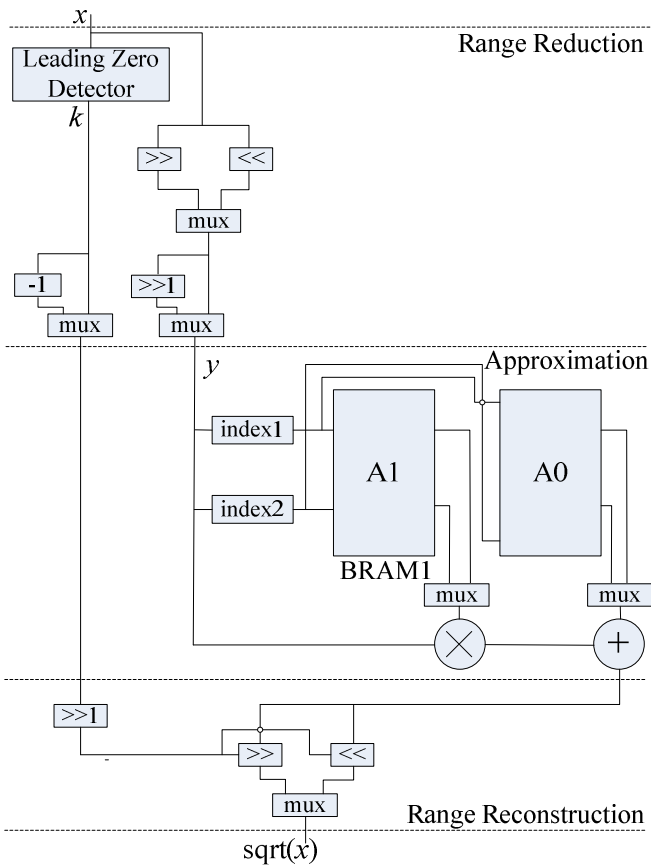 x
Range Reduction
Leading Zero
Detector
k
>>
<<
mux
-1
>>1
mux
mux
Approximation
y
index1
A1
A0
index2
BRAM1
mux
mux
×
+
>>1
>>
<<
mux
Range Reconstruction
sqrt(x)